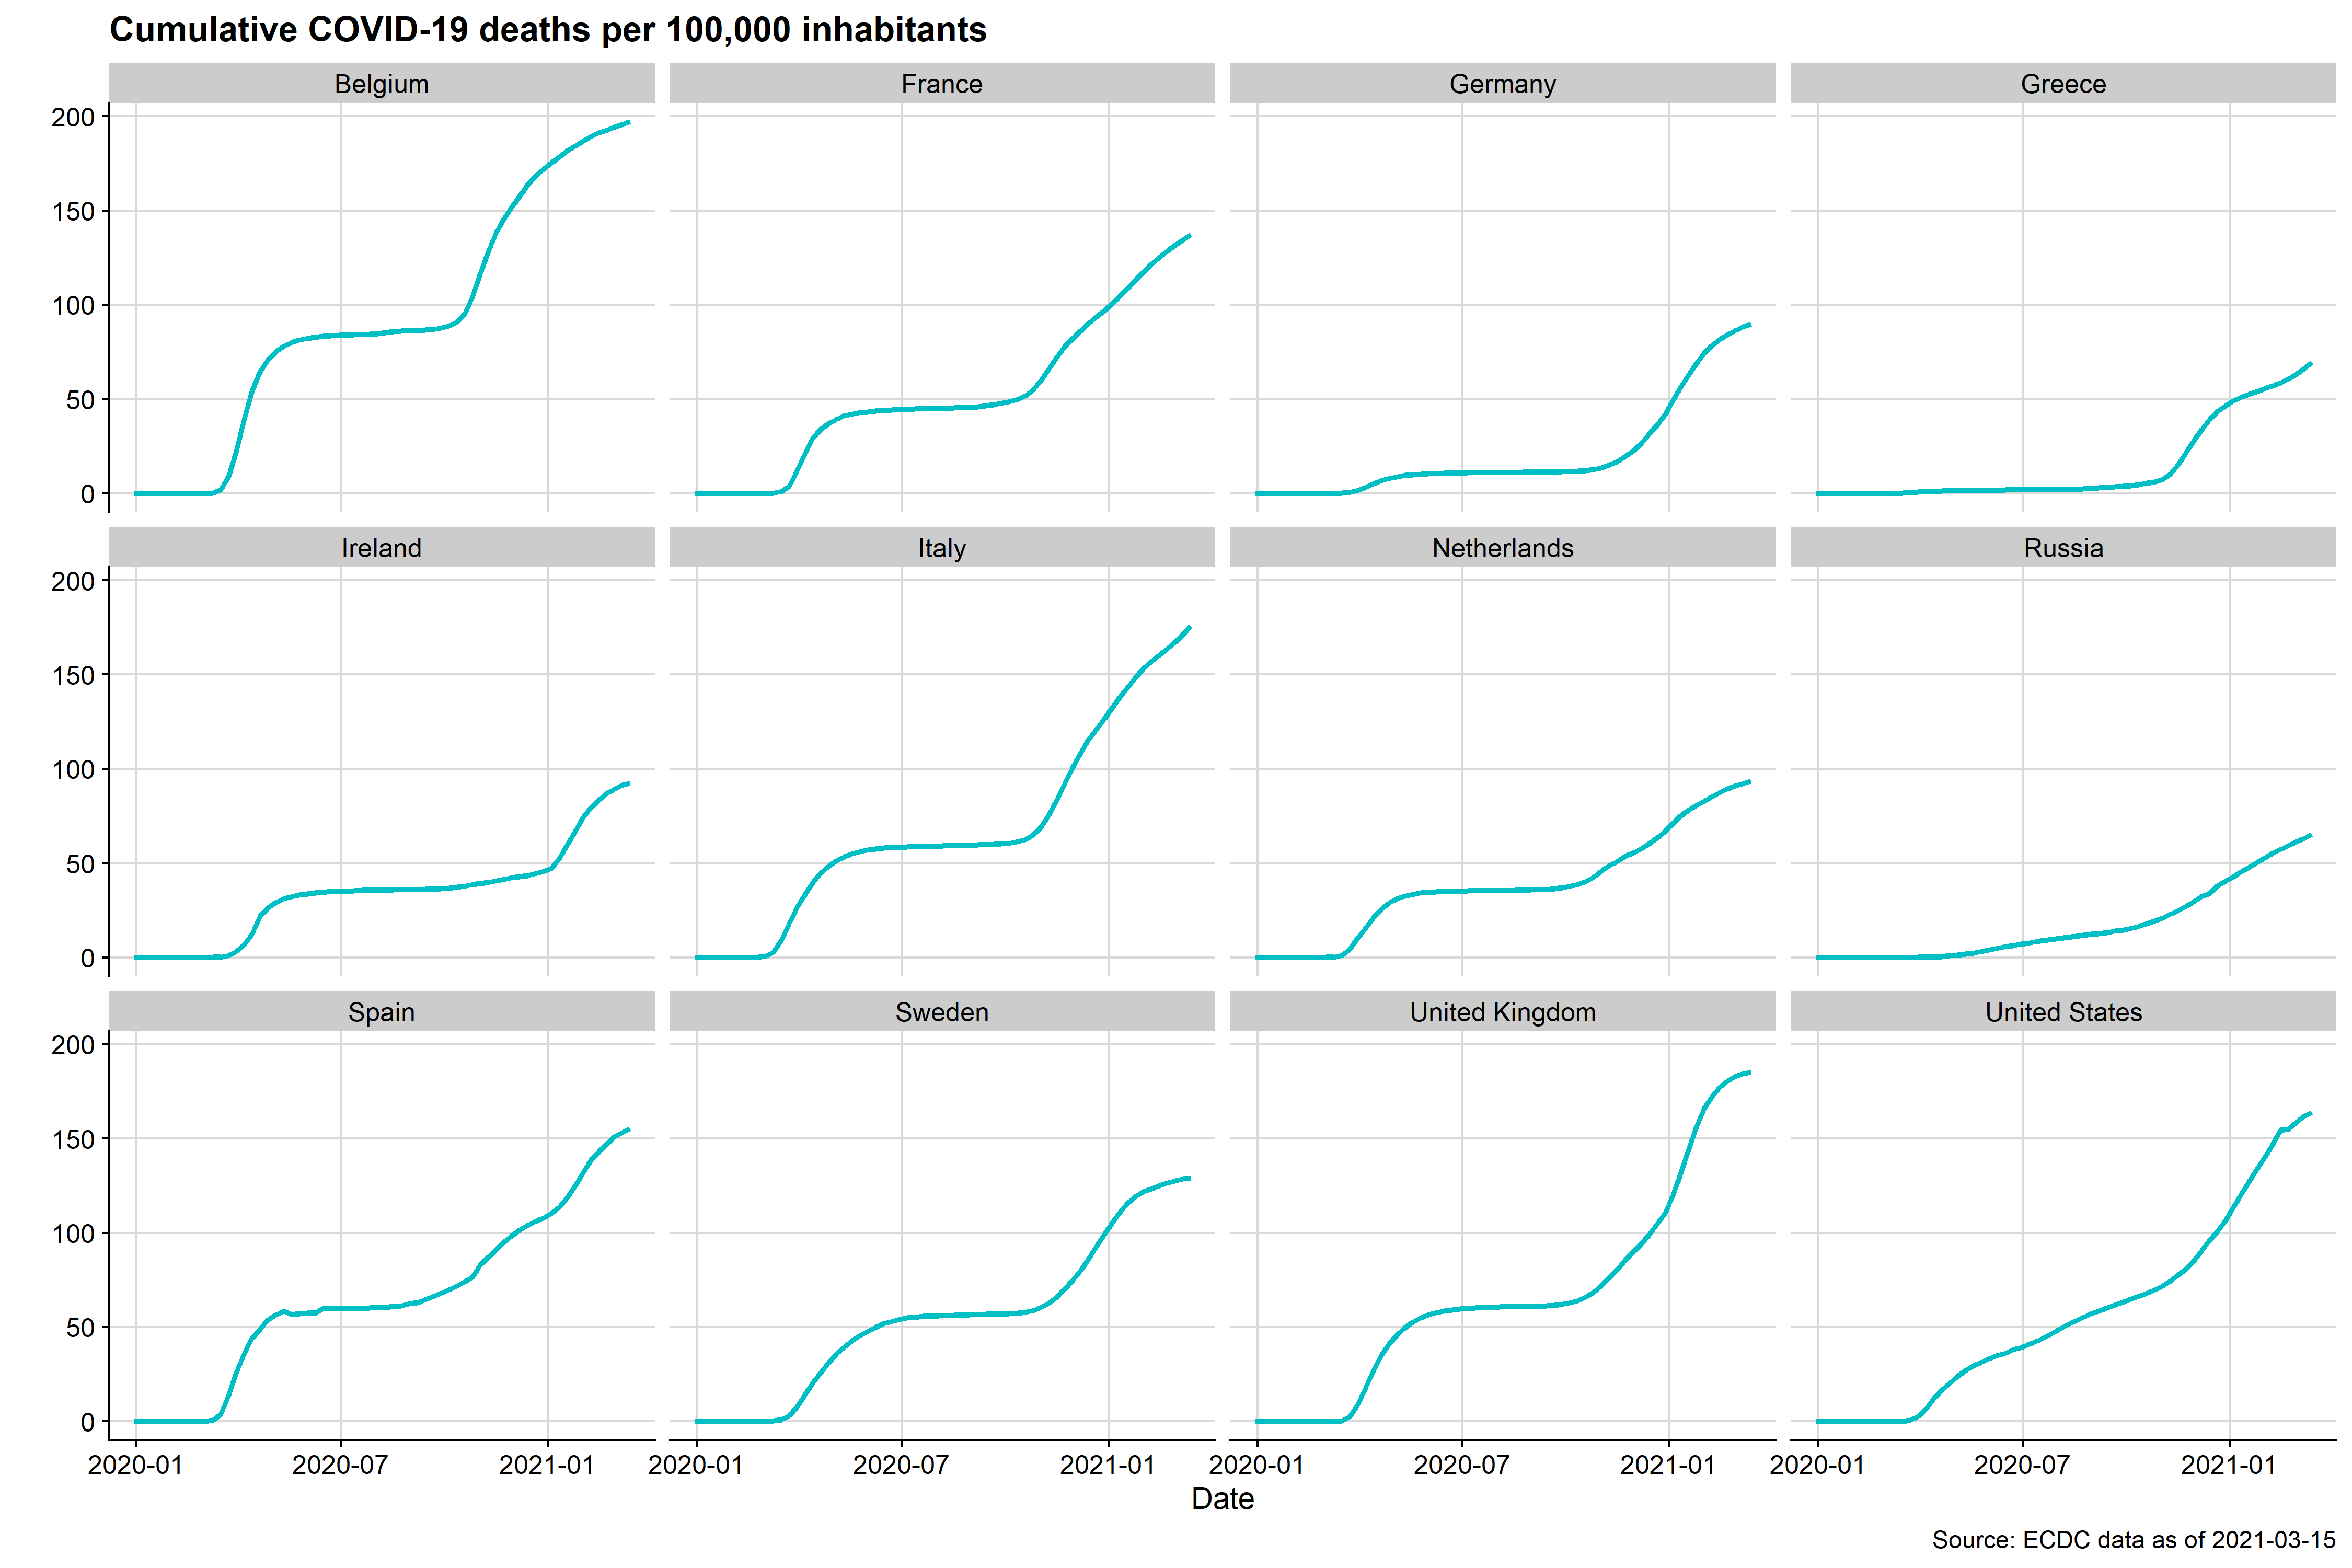 Cumulative COVID-19 deaths per 100,000 inhabitants
Belgium France Germany Greece
200
150
100
50
0
Ireland Italy Netherlands Russia
200
150
100
50
0
Spain Sweden United Kingdom United States
200
150
100
50
0
2020-01 2020-07 2021-01 2020-01 2020-07 2021-01 2020-01 2020-07 2021-01 2020-01 2020-07 2021-01
Date
Source: ECDC data as of 2021-03-15